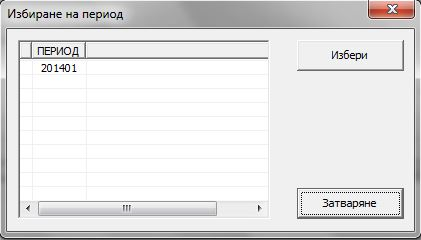 Избиране на период
ПЕРИОД
201401
Избери
Затваряне